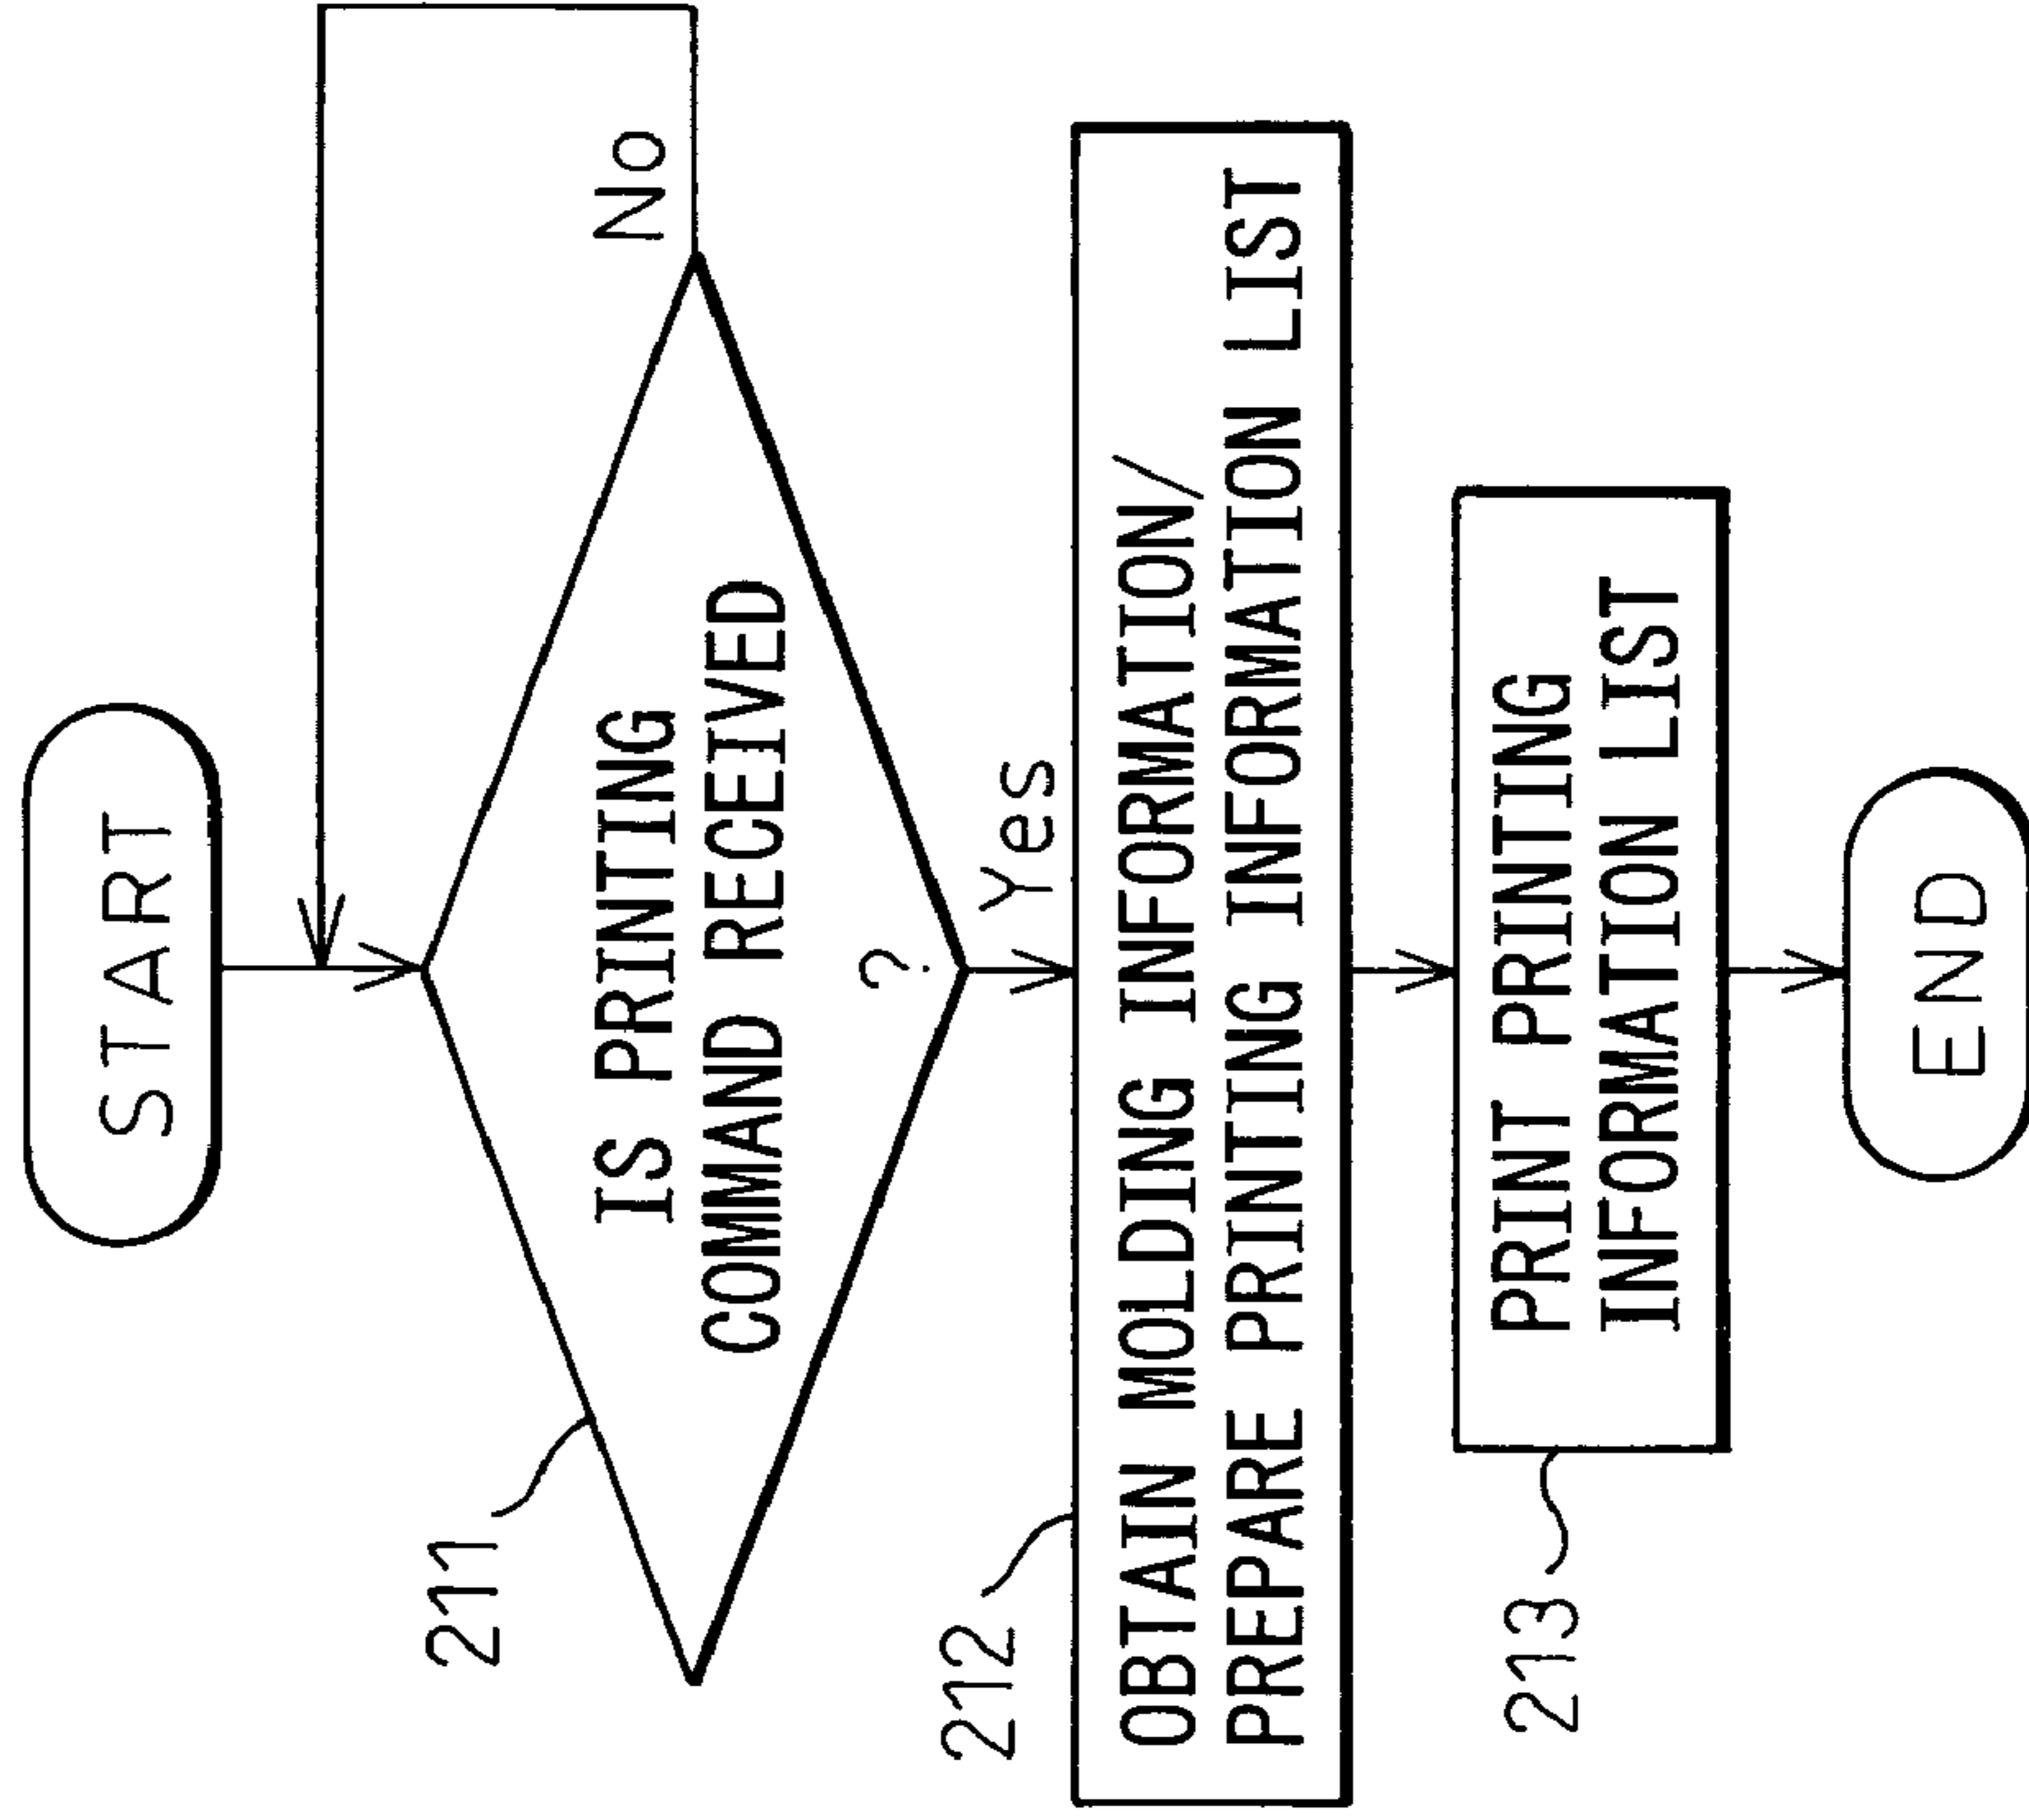 START
211
IS PRINTING
COMMAND RECEIVED
?
No
Yes
212
OBTAIN MOLDING INFORMATION/
PREPARE PRINTING INFORMATION LIST
213
PRINT PRINTING
INFORMATION LIST
END